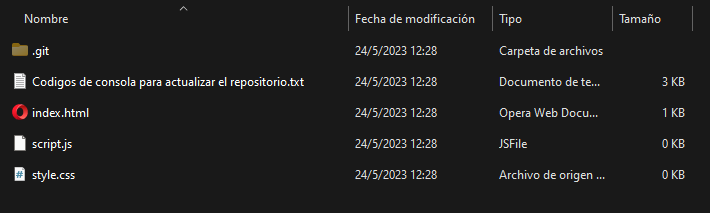 Nombre Fecha de modificación Tipo Tamaño
.git 24/5/2023 12:28 Carpeta de archivos
Codigos de consola para actualizar el repositorio.txt 24/5/2023 12:28 Documento de te... 3 KB
index.html 24/5/2023 12:28 Opera Web Docu... 1 KB
script.js 24/5/2023 12:28 JSFile 0 KB
style.css 24/5/2023 12:28 Archivo de origen ... 0 KB